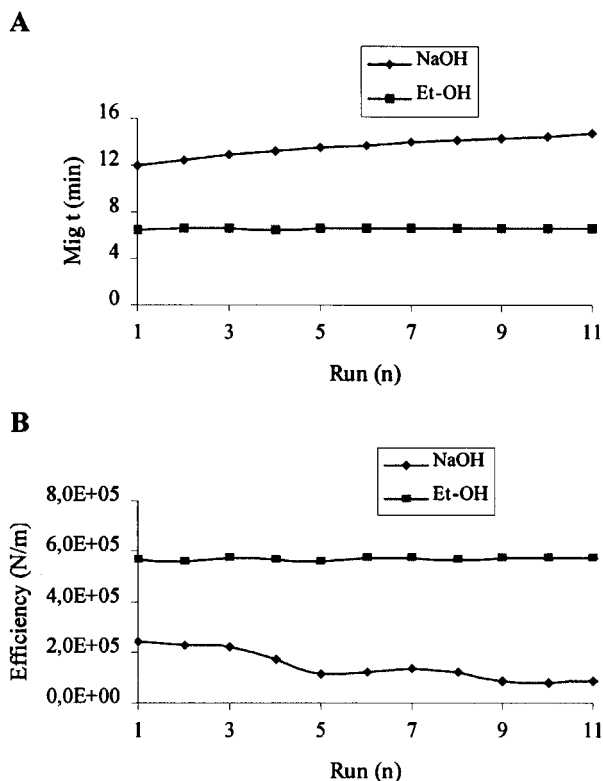 A
NaOH
Et-OH
Mig t (min)
16
12
8
4
0
1 3 5 7 9 11
Run (n)
B
NaOH
Et-OH
Efficiency (N/m)
8,0E+05
6,0E+05
4,0E+05
2,0E+05
0,0E+00
1 3 5 7 9 11
Run (n)